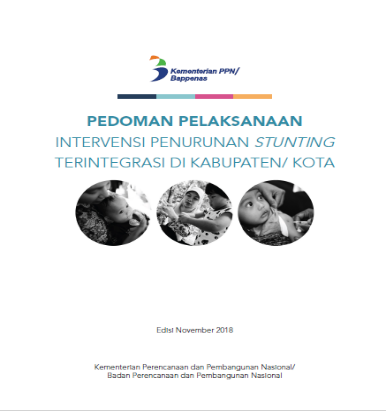 Kementerian PPN/
Bappenas
PEDOMAN PELAKSANAAN
INTERVENSI PENURUNAN STUNTING
TERINTEGRASI DI KABUPATEN/ KOTA
Edisi November 2018
Kementerian Perencanaan dan Pembangunan Nasional/
Badan Perencanaan dan Pembangunan Nasional